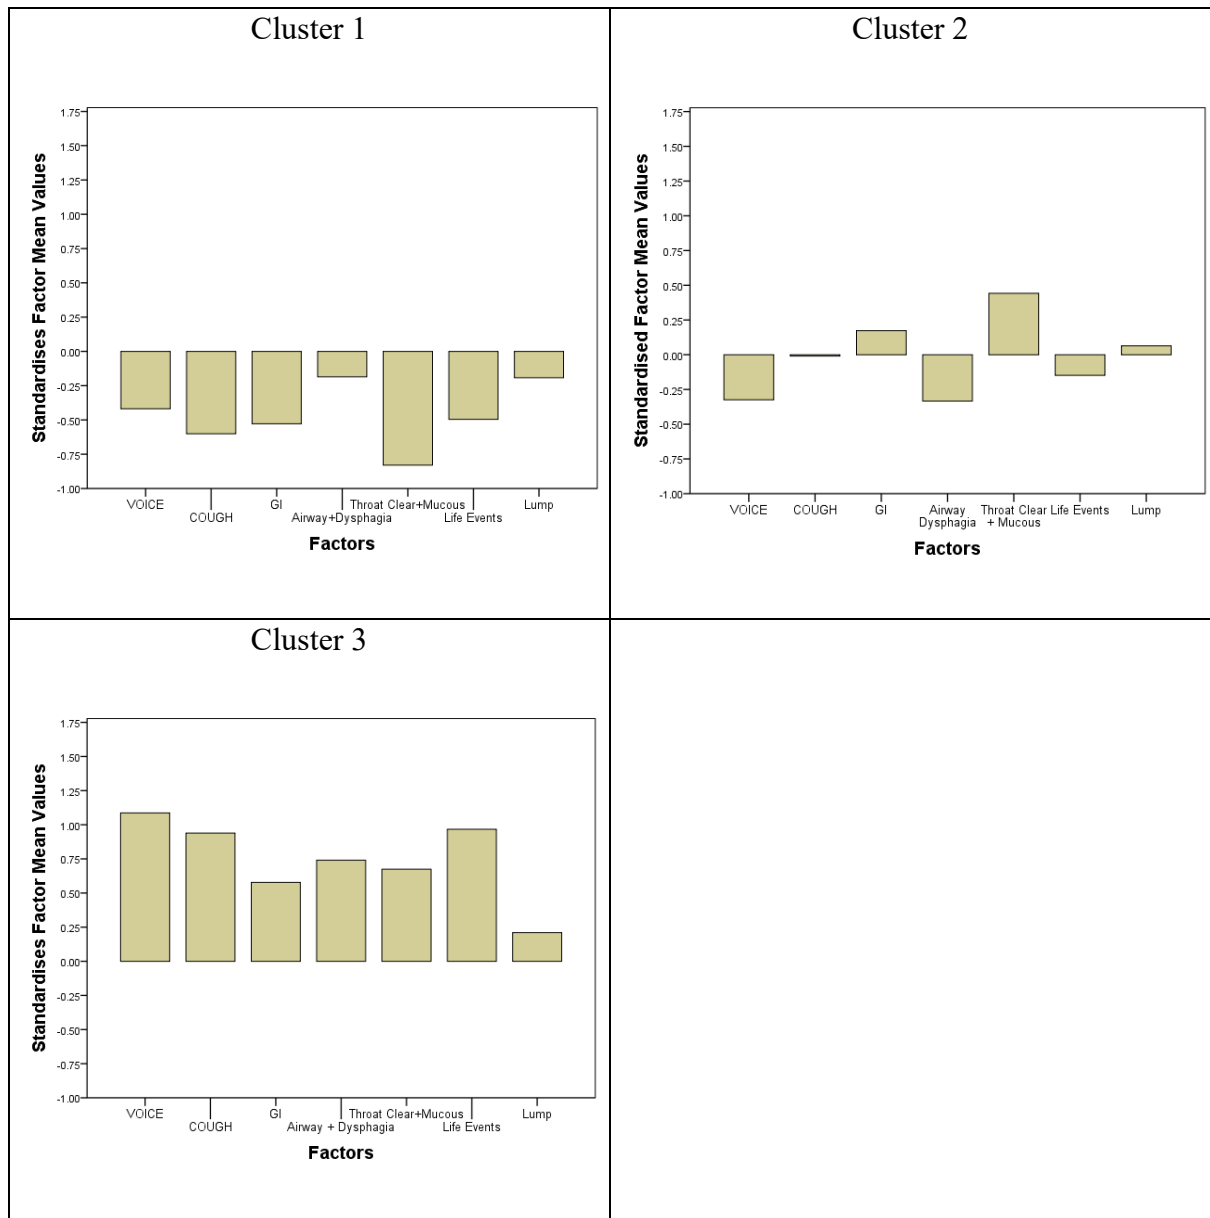 Cluster 1
Standardises Factor Mean Values
1.75
1.50
1.25
1.00
0.75
0.50
0.25
0.00
-0.25
-0.50
-0.75
-1.00
VOICE GI Throat Clear+Mucous Lump
COUGH Airway+Dysphagia Life Events
Factors
Cluster 2
Standardised Factor Mean Values
1.75
1.50
1.25
1.00
0.75
0.50
0.25
0.00
-0.25
-0.50
-0.75
-1.00
VOICE COUGH GI Airway Throat Clear Life Events Lump
Dysphagia + Mucous
Factors
Cluster 3
Standardises Factor Mean Values
1.75
1.50
1.25
1.00
0.75
0.50
0.25
0.00
-0.25
-0.50
-0.75
-1.00
VOICE GI Throat Clear+Mucous Lump
COUGH Airway + Dysphagia Life Events
Factors